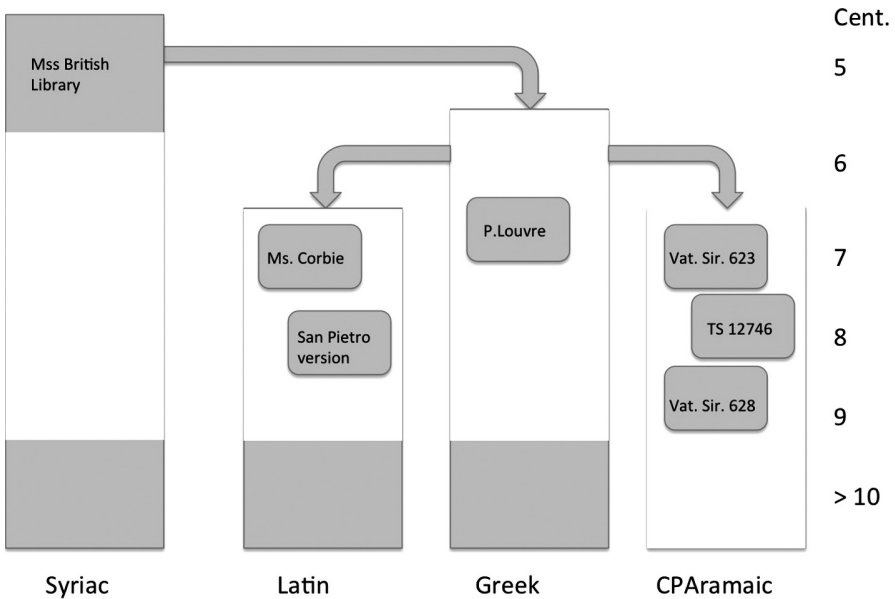 Cent.
Mss British
Library
5
6
P.Louvre
Ms. Corbie
Vat. Sir. 623
7
San Pietro
version
TS 12746
8
Vat. Sir. 628
9
> 10
Syriac
Latin
Greek
CPAramaic